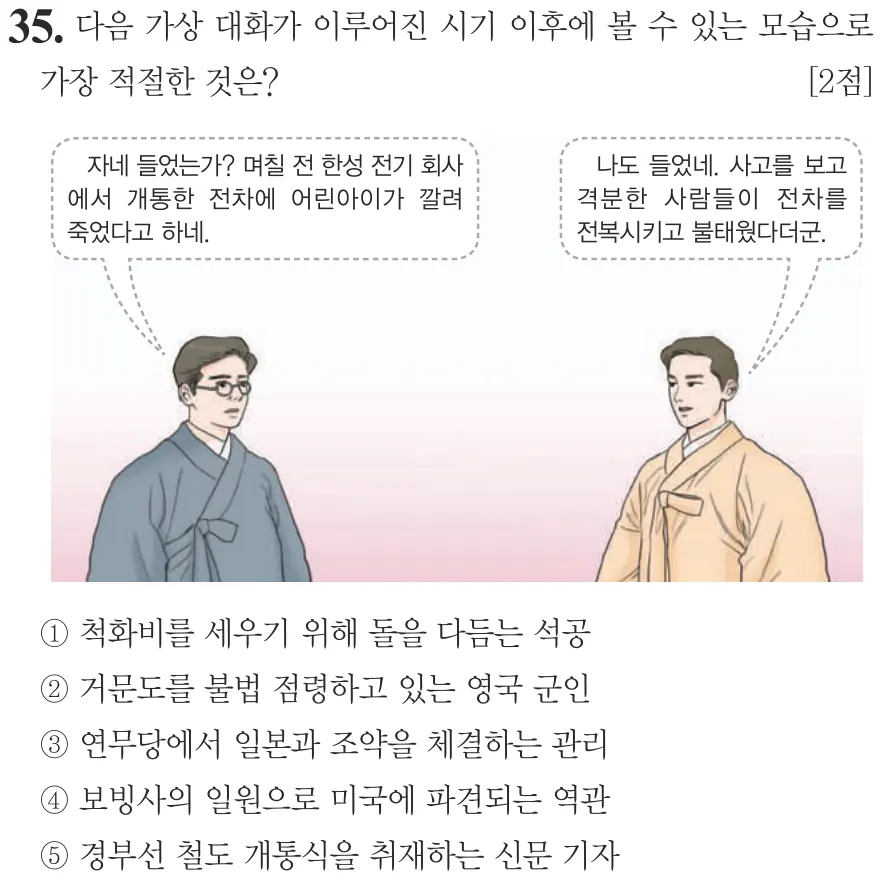 35. 다음 가상 대화가 이루어진 시기 이후에 볼 수 있는 모습으로
가장 적절한 것은? [2점]
자네 들었는가? 며칠 전 한성 전기 회사
에서 개통한 전차에 어린아이가 깔려
죽었다고 하네.
나도 들었네. 사고를 보고
격분한 사람들이 전차를
전복시키고 불태웠다더군.
① 척화비를 세우기 위해 돌을 다듬는 석공
② 거문도를 불법 점령하고 있는 영국 군인
③ 연무당에서 일본과 조약을 체결하는 관리
④ 보빙사의 일원으로 미국에 파견되는 역관
⑤ 경부선 철도 개통식을 취재하는 신문 기자